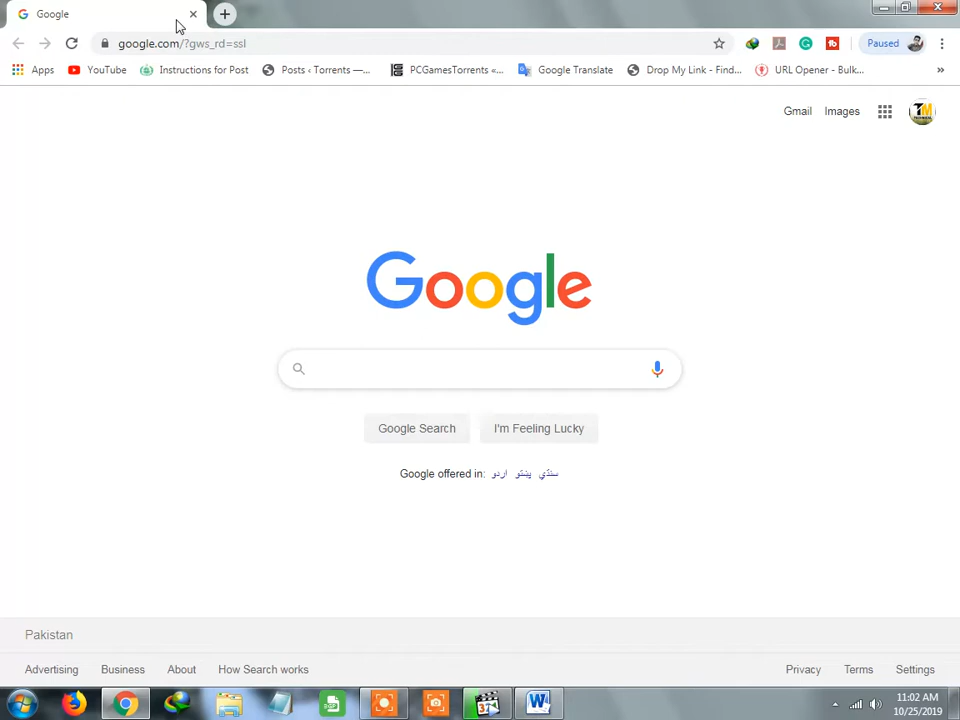 Google
google.com/?gws_rd=ssl
Paused
Apps
YouTube
Instructions for Post
Posts ‹ Torrents —...
PCGamesTorrents «...
Google Translate
Drop My Link - Find...
URL Opener - Bulk...
»
Gmail
Images
Google
Google Search
I'm Feeling Lucky
Google offered in: اردو پښتو سنڌي
Pakistan
Advertising
Business
About
How Search works
Privacy
Terms
Settings
11:02 AM
10/25/2019